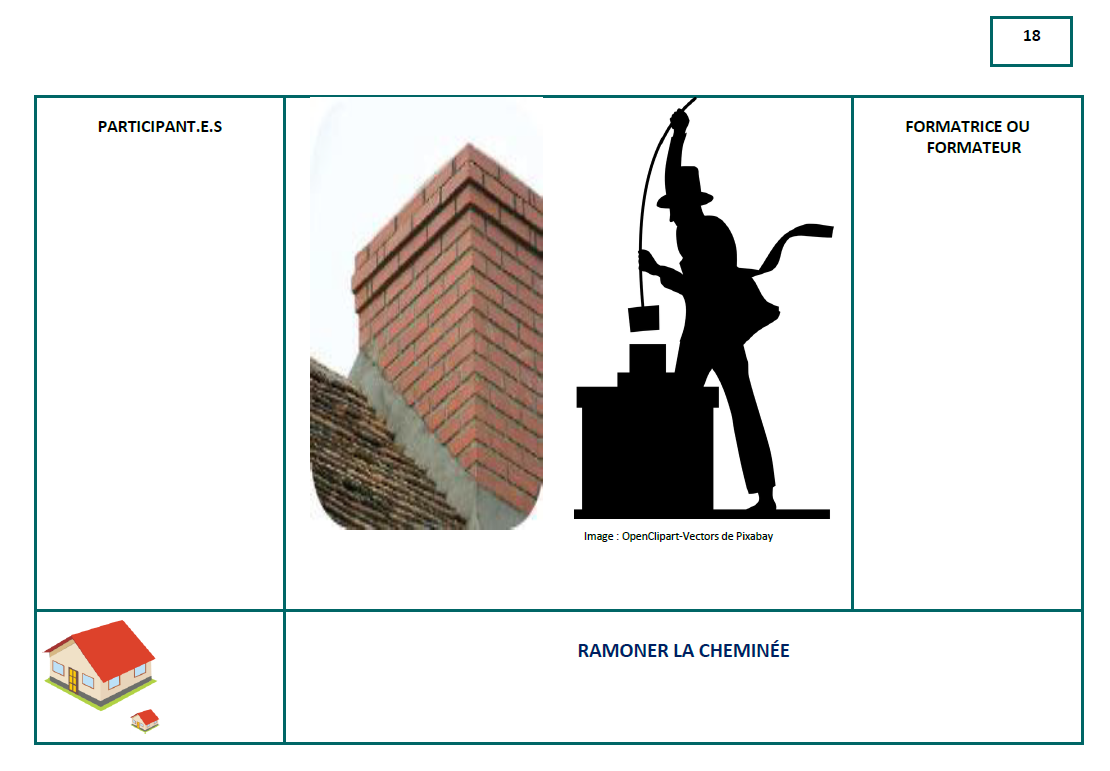 18
PARTICIPANT.E.S
FORMATRICE OU
FORMATEUR
Image : OpenClipart-Vectors de Pixabay
RAMONER LA CHEMINÉE